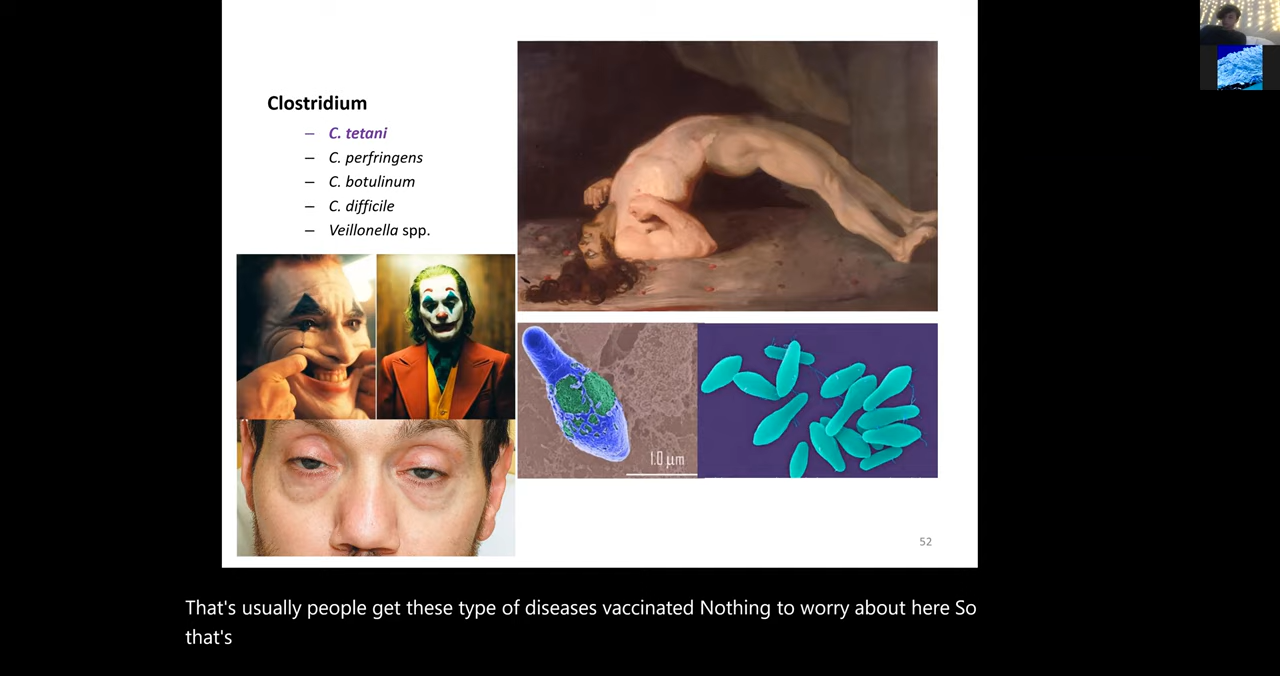 Clostridium
– C. tetani
– C. perfringens
– C. botulinum
– C. difficile
– Veillonella spp.
1.0 µm
52
That's usually people get these type of diseases vaccinated Nothing to worry about here So
that's